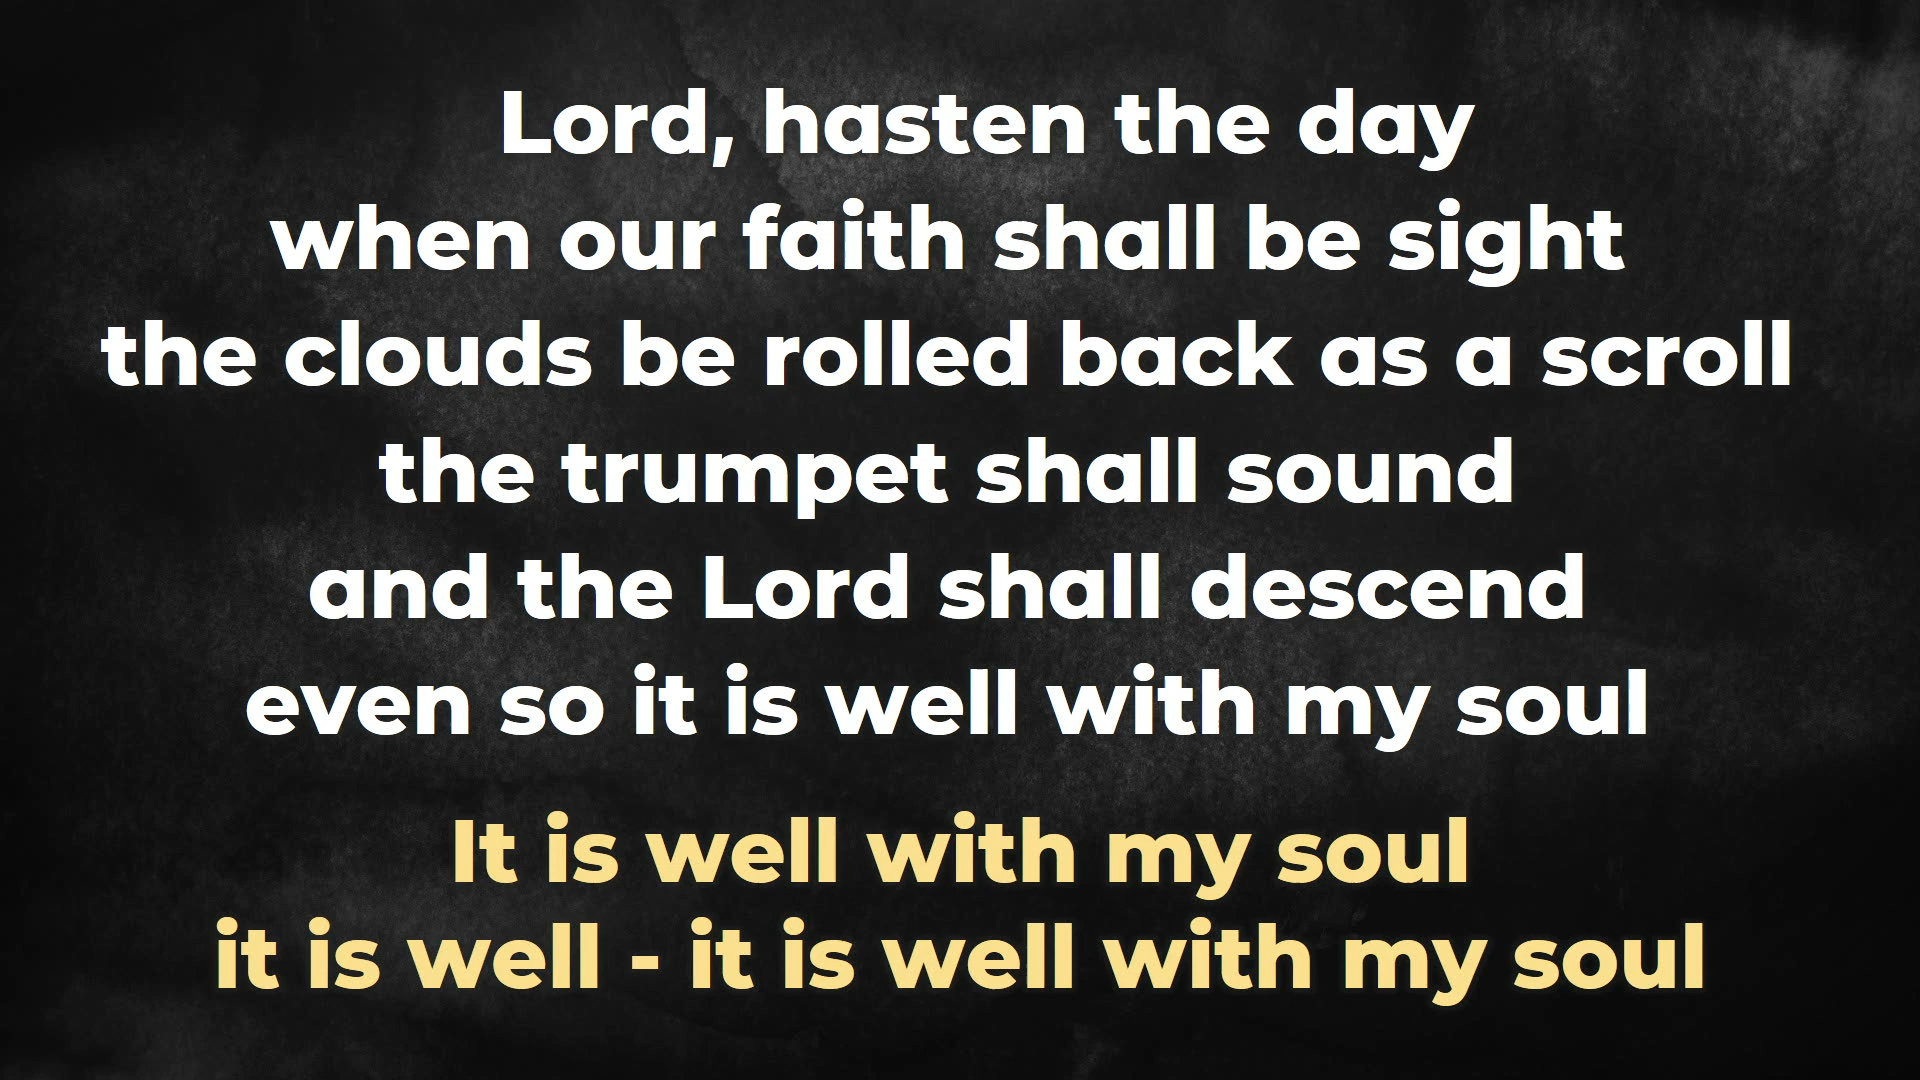 Lord, hasten the day
when our faith shall be sight
the clouds be rolled back as a scroll
the trumpet shall sound
and the Lord shall descend
even so it is well with my soul
It is well with my soul
it is well - it is well with my soul